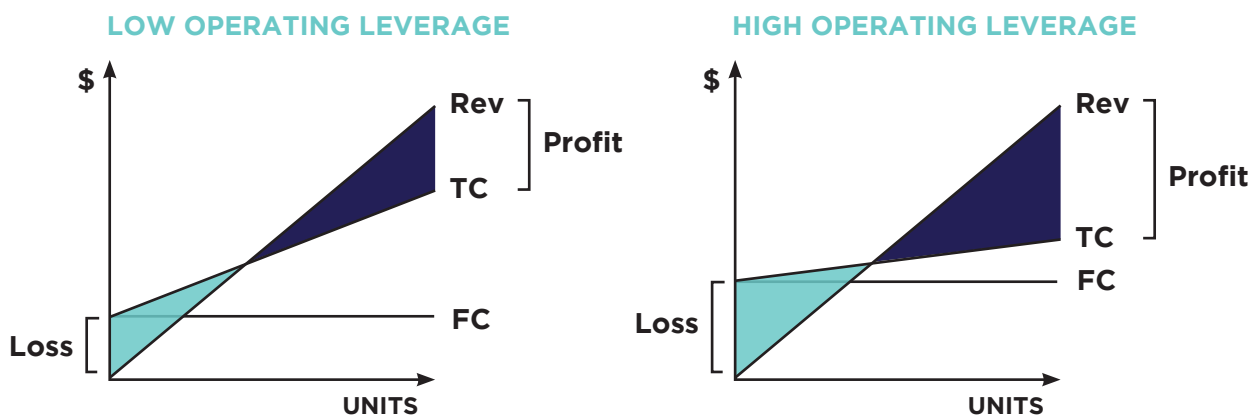 LOW OPERATING LEVERAGE
$
Rev
Profit
TC
FC
Loss
UNITS
HIGH OPERATING LEVERAGE
$
Rev
Profit
TC
FC
Loss
UNITS